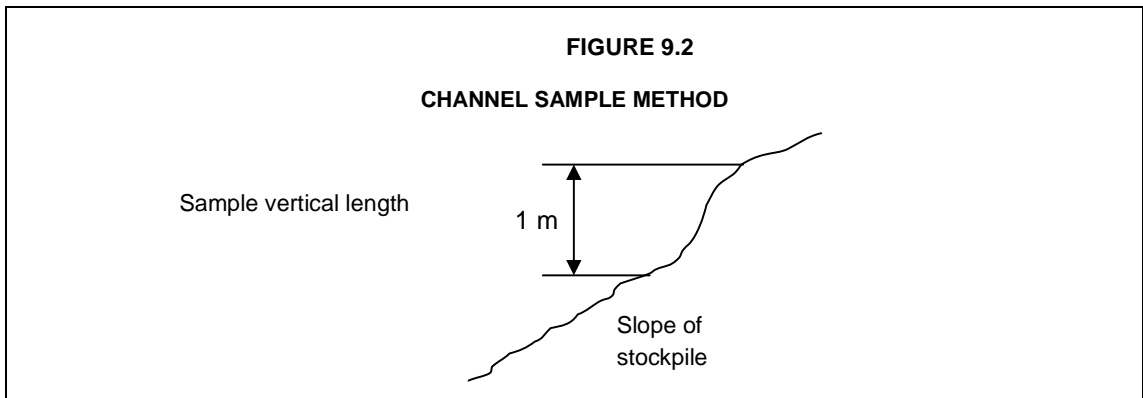 FIGURE 9.2
CHANNEL SAMPLE METHOD
Sample vertical length
1 m
Slope of
stockpile